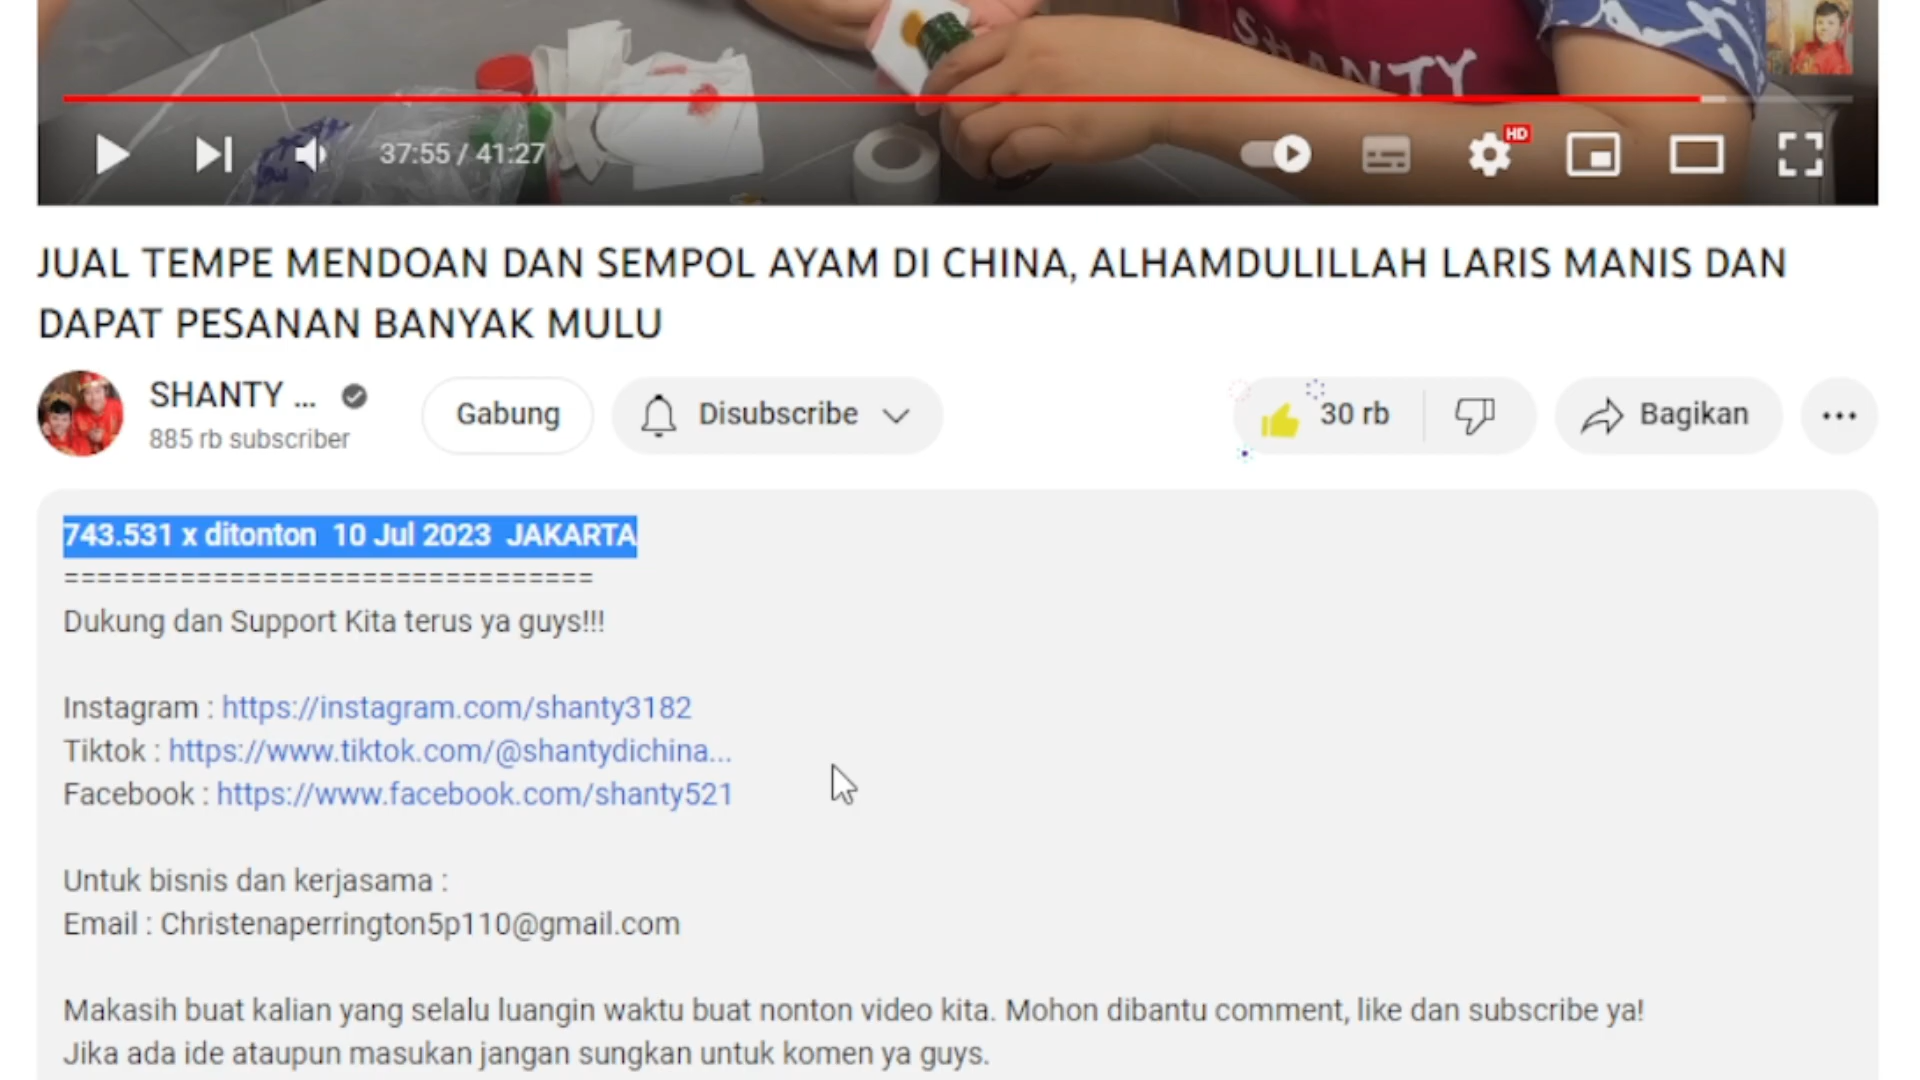 SHANTY
HD
37:55 / 41:27
JUAL TEMPE MENDOAN DAN SEMPOL AYAM DI CHINA, ALHAMDULILLAH LARIS MANIS DAN
DAPAT PESANAN BANYAK MULU
SHANTY ...
885 rb subscriber
Gabung
Disubscribe
30 rb
Bagikan
743.531 x ditonton 10 Jul 2023 JAKARTA
================================
Dukung dan Support Kita terus ya guys!!!
Instagram : https://instagram.com/shanty3182
Tiktok : https://www.tiktok.com/@shantydichina...
Facebook : https://www.facebook.com/shanty521
Untuk bisnis dan kerjasama :
Email : Christenaperrington5p110@gmail.com
Makasih buat kalian yang selalu luangin waktu buat nonton video kita. Mohon dibantu comment, like dan subscribe ya!
Jika ada ide ataupun masukan jangan sungkan untuk komen ya guys.